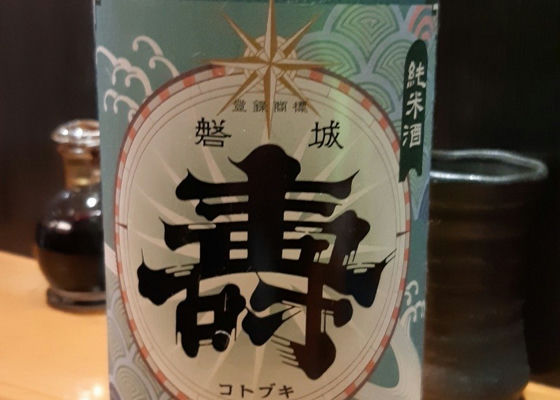 登録商標
磐城
壽
コトブキ
純米酒